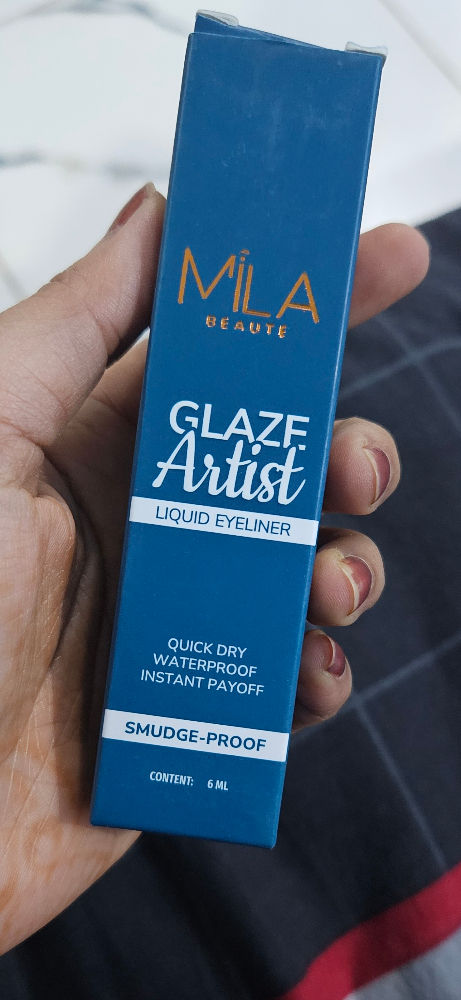 MiLA
BEAUTE
GLAZE
Artist
LIQUID EYELINER
QUICK DRY
WATERPROOF
INSTANT PAYOFF
SMUDGE-PROOF
CONTENT: 6 ML